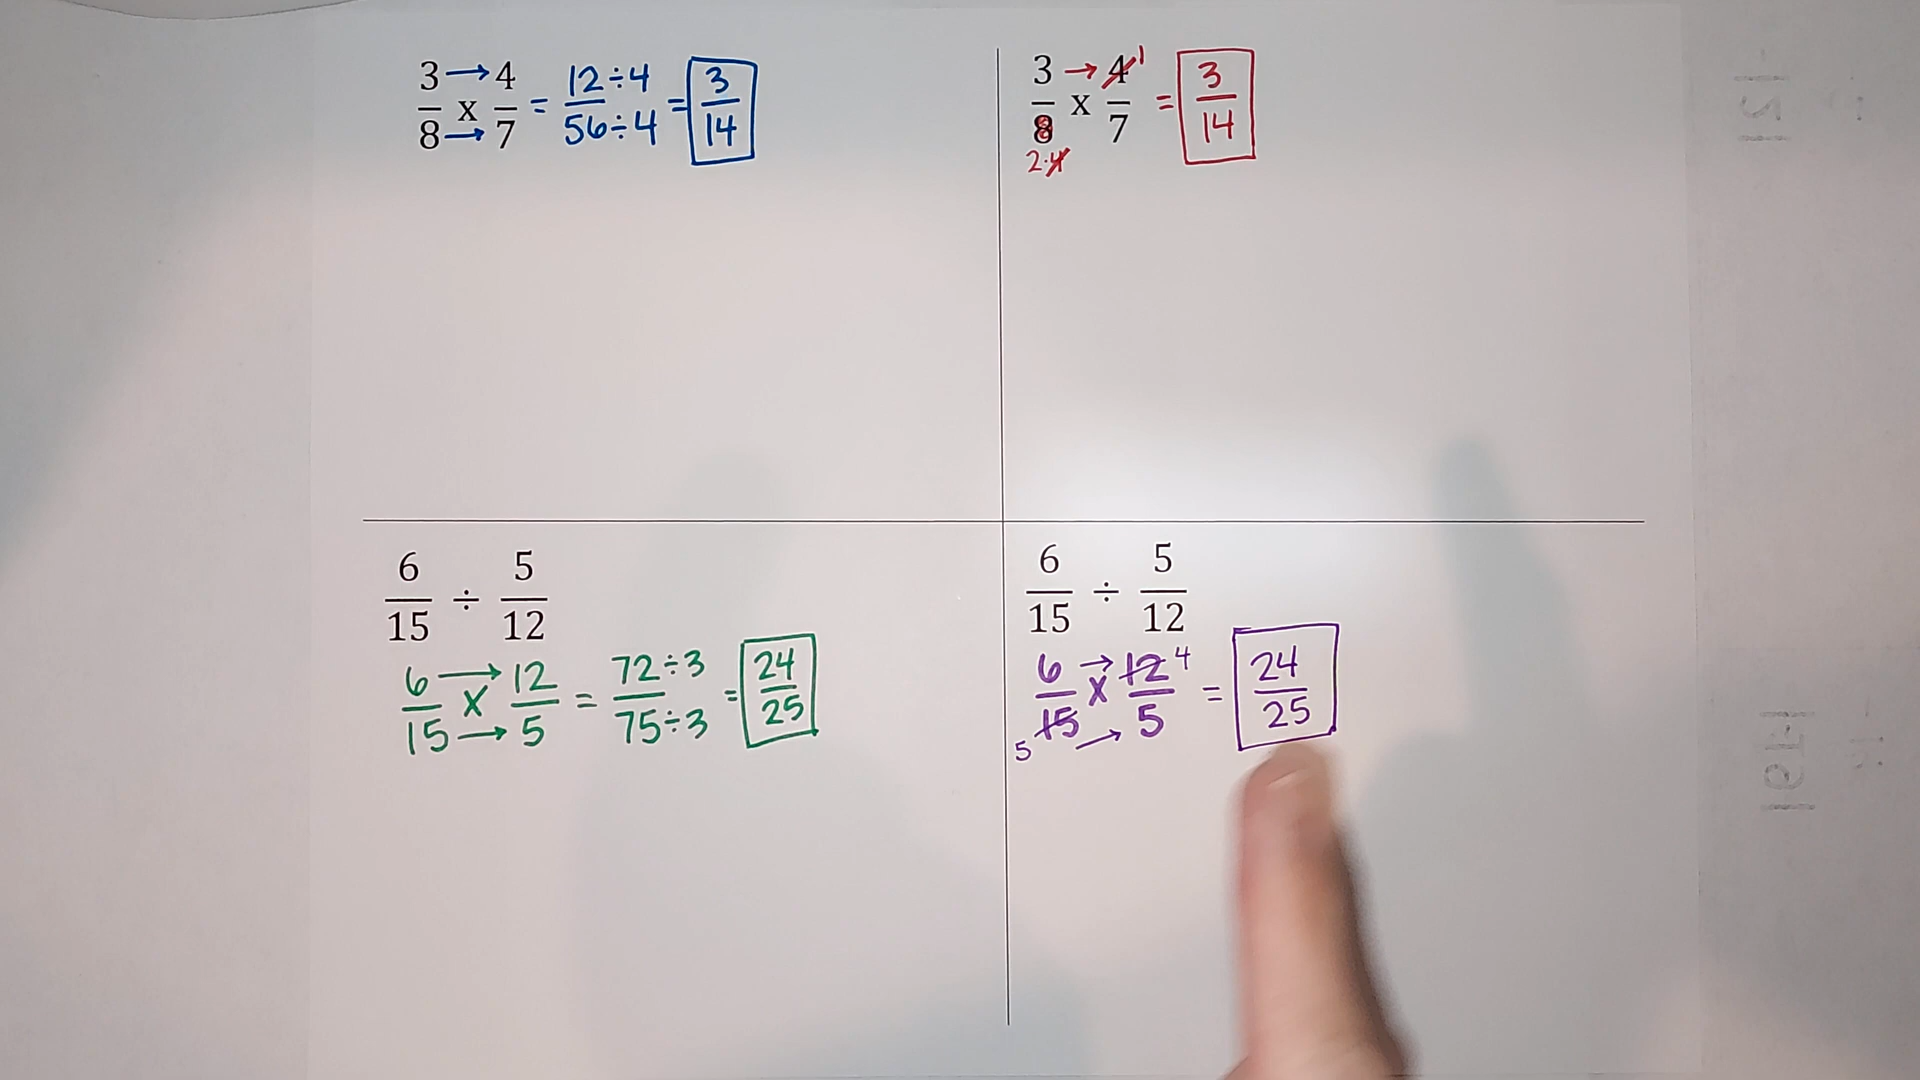 3/8 → → x 4/7 = 12÷4/56÷4 = 3/14
3/8 → x 4/7 1 = 3/14
2·4
6/15 ÷ 5/12
6/15 → → x 12/5 = 72÷3/75÷3 = 24/25
6/15 ÷ 5/12
6/15 → → x 12/5 4 = 24/25
5